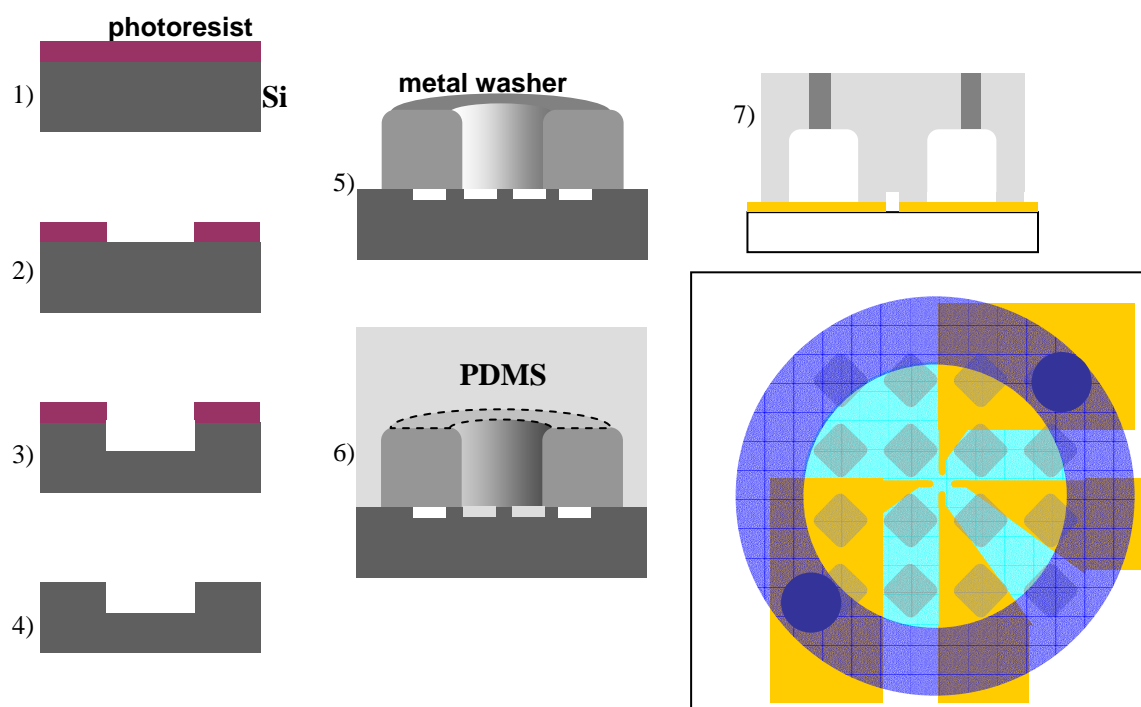 photoresist
1)
Si
2)
3)
4)
metal washer
5)
PDMS
6)
7)